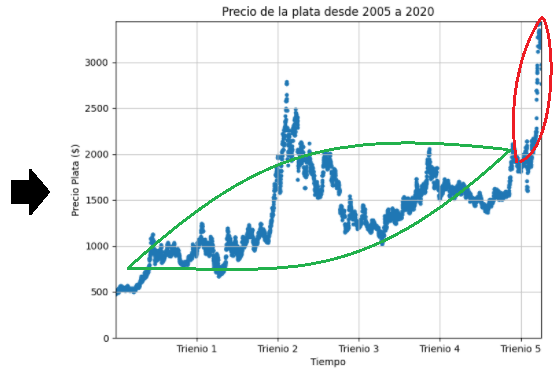 Precio de la plata desde 2005 a 2020
3000
2500
2000
1500
1000
500
0
Precio Plata ($)
Trienio 1 Trienio 2 Trienio 3 Trienio 4 Trienio 5
Tiempo